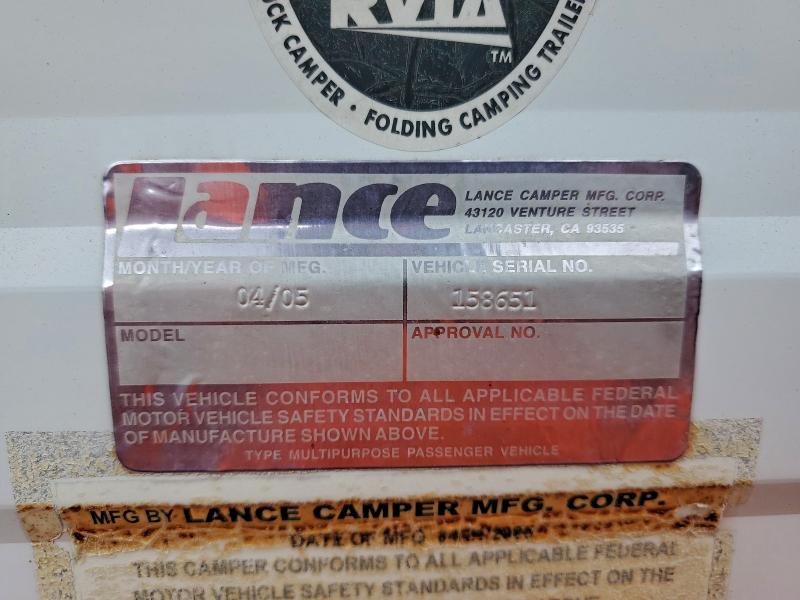 RVIA
TM
CK CAMPER • FOLDING CAMPING TRAILE
Lance
LANCE CAMPER MFG. CORP.
43120 VENTURE STREET
LANCASTER, CA 93535
MONTH/YEAR OF MFG.
VEHICLE SERIAL NO.
04/05
158651
MODEL
APPROVAL NO.
THIS VEHICLE CONFORMS TO ALL APPLICABLE FEDERAL
MOTOR VEHICLE SAFETY STANDARDS IN EFFECT ON THE DATE
OF MANUFACTURE SHOWN ABOVE.
TYPE MULTIPURPOSE PASSENGER VEHICLE
MFG BY LANCE CAMPER MFG. CORP.
DATE OF MFG
THIS CAMPER CONFORMS TO ALL APPLICABLE FEDERAL
MOTOR VEHICLE SAFETY STANDARDS IN EFFECT ON THE